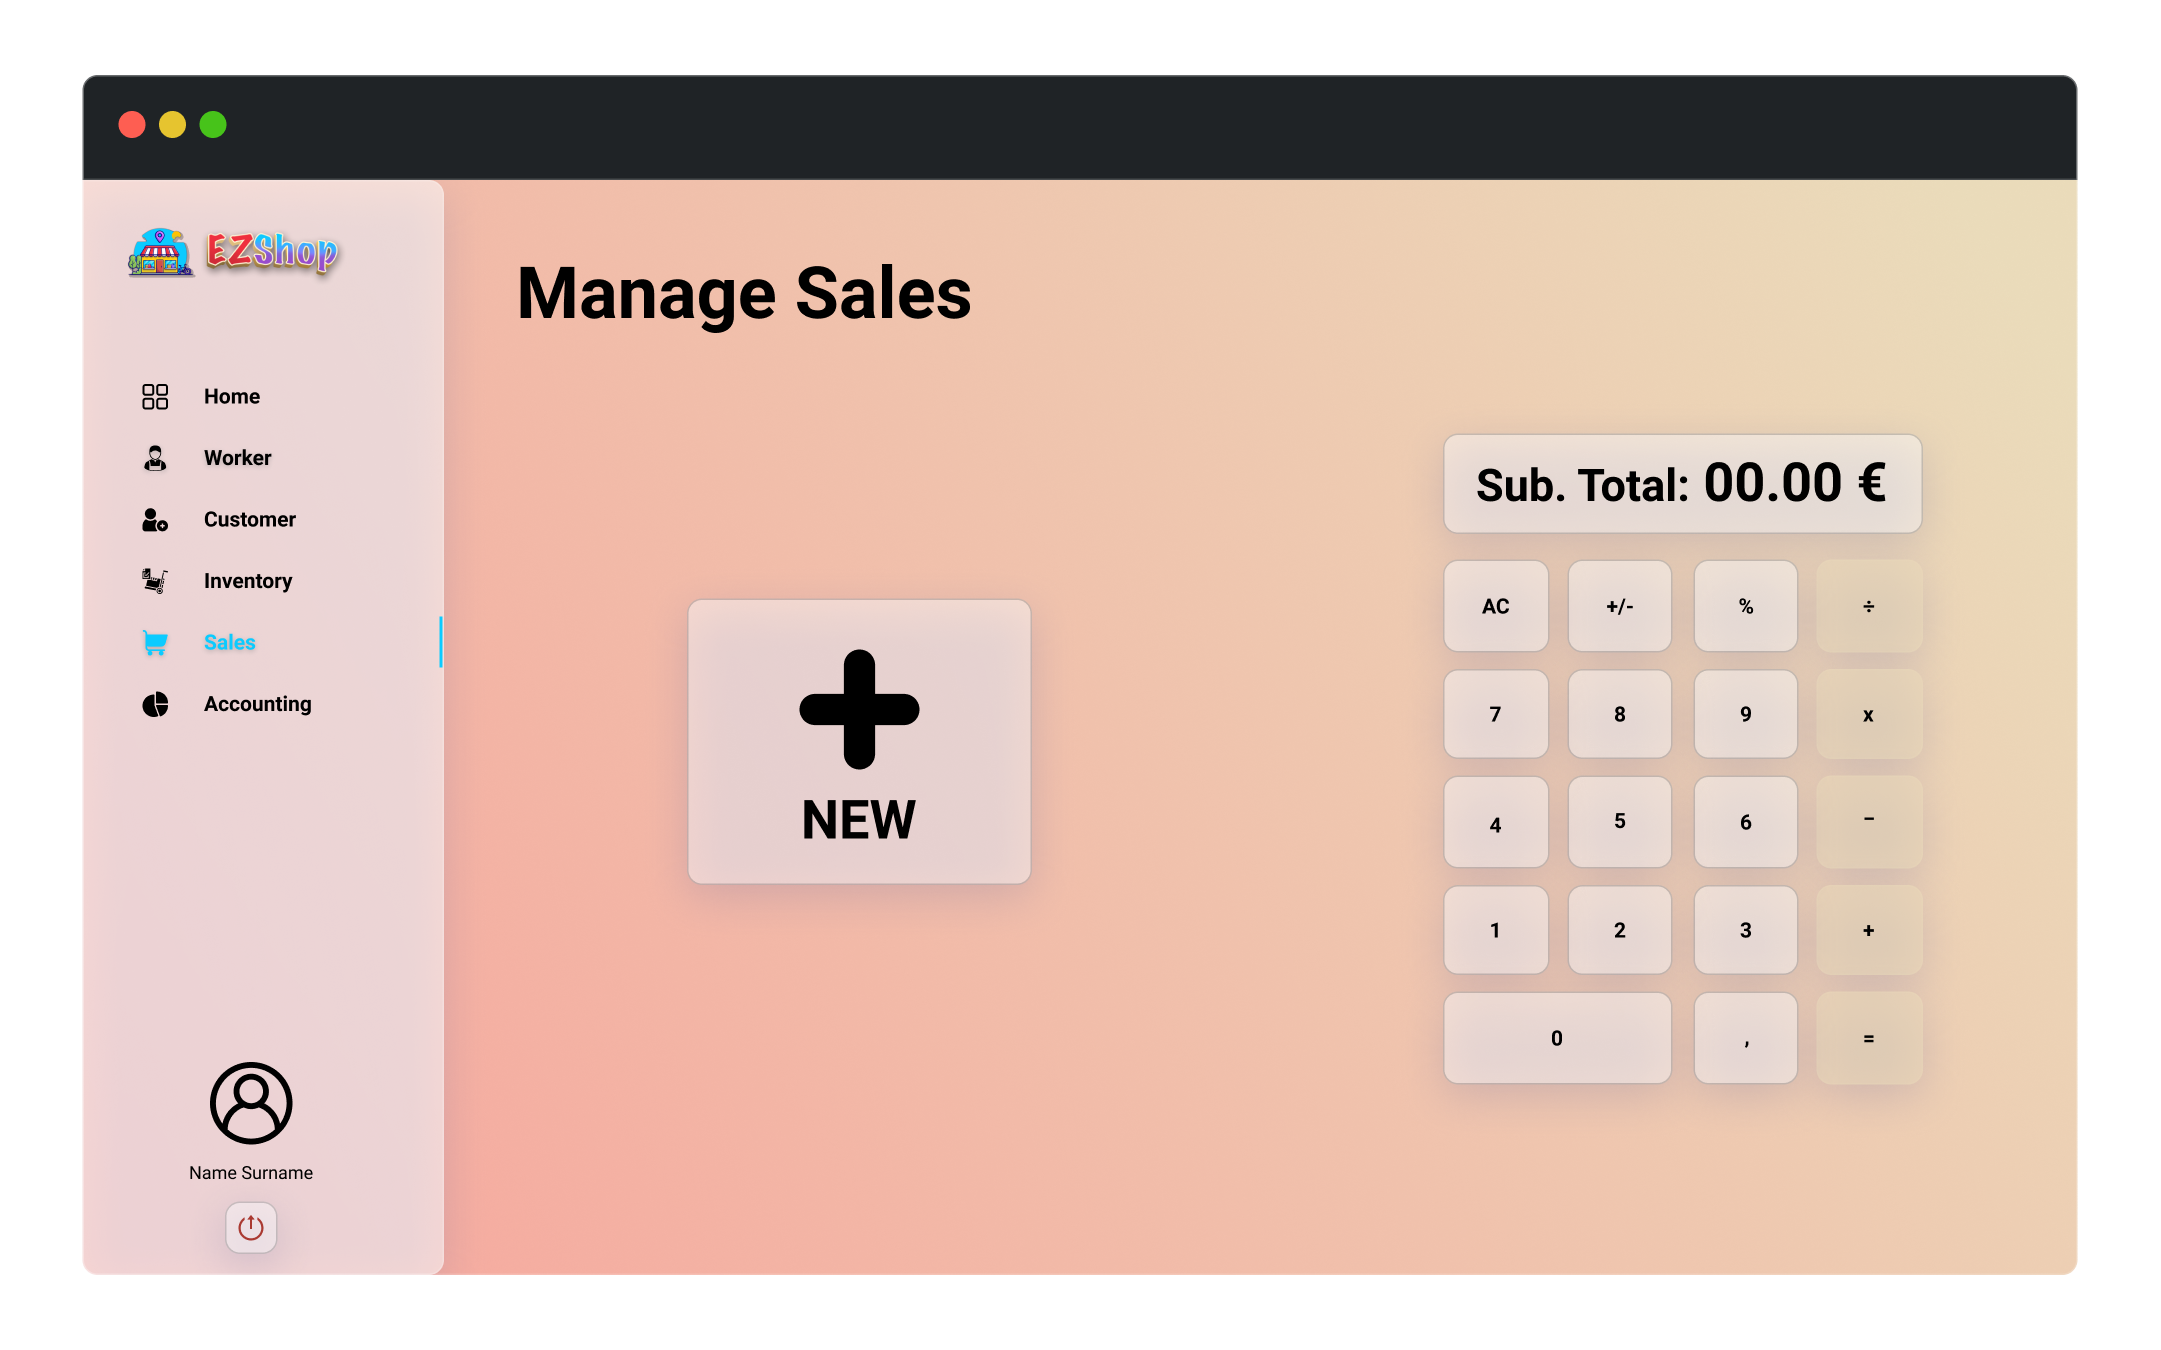 EZShop
Manage Sales
Home
Worker
Customer
Inventory
Sales
Accounting
Name Surname
NEW
Sub. Total: 00.00 €
AC +/- % ÷
7 8 9 x
4 5 6 −
1 2 3 +
0 , =